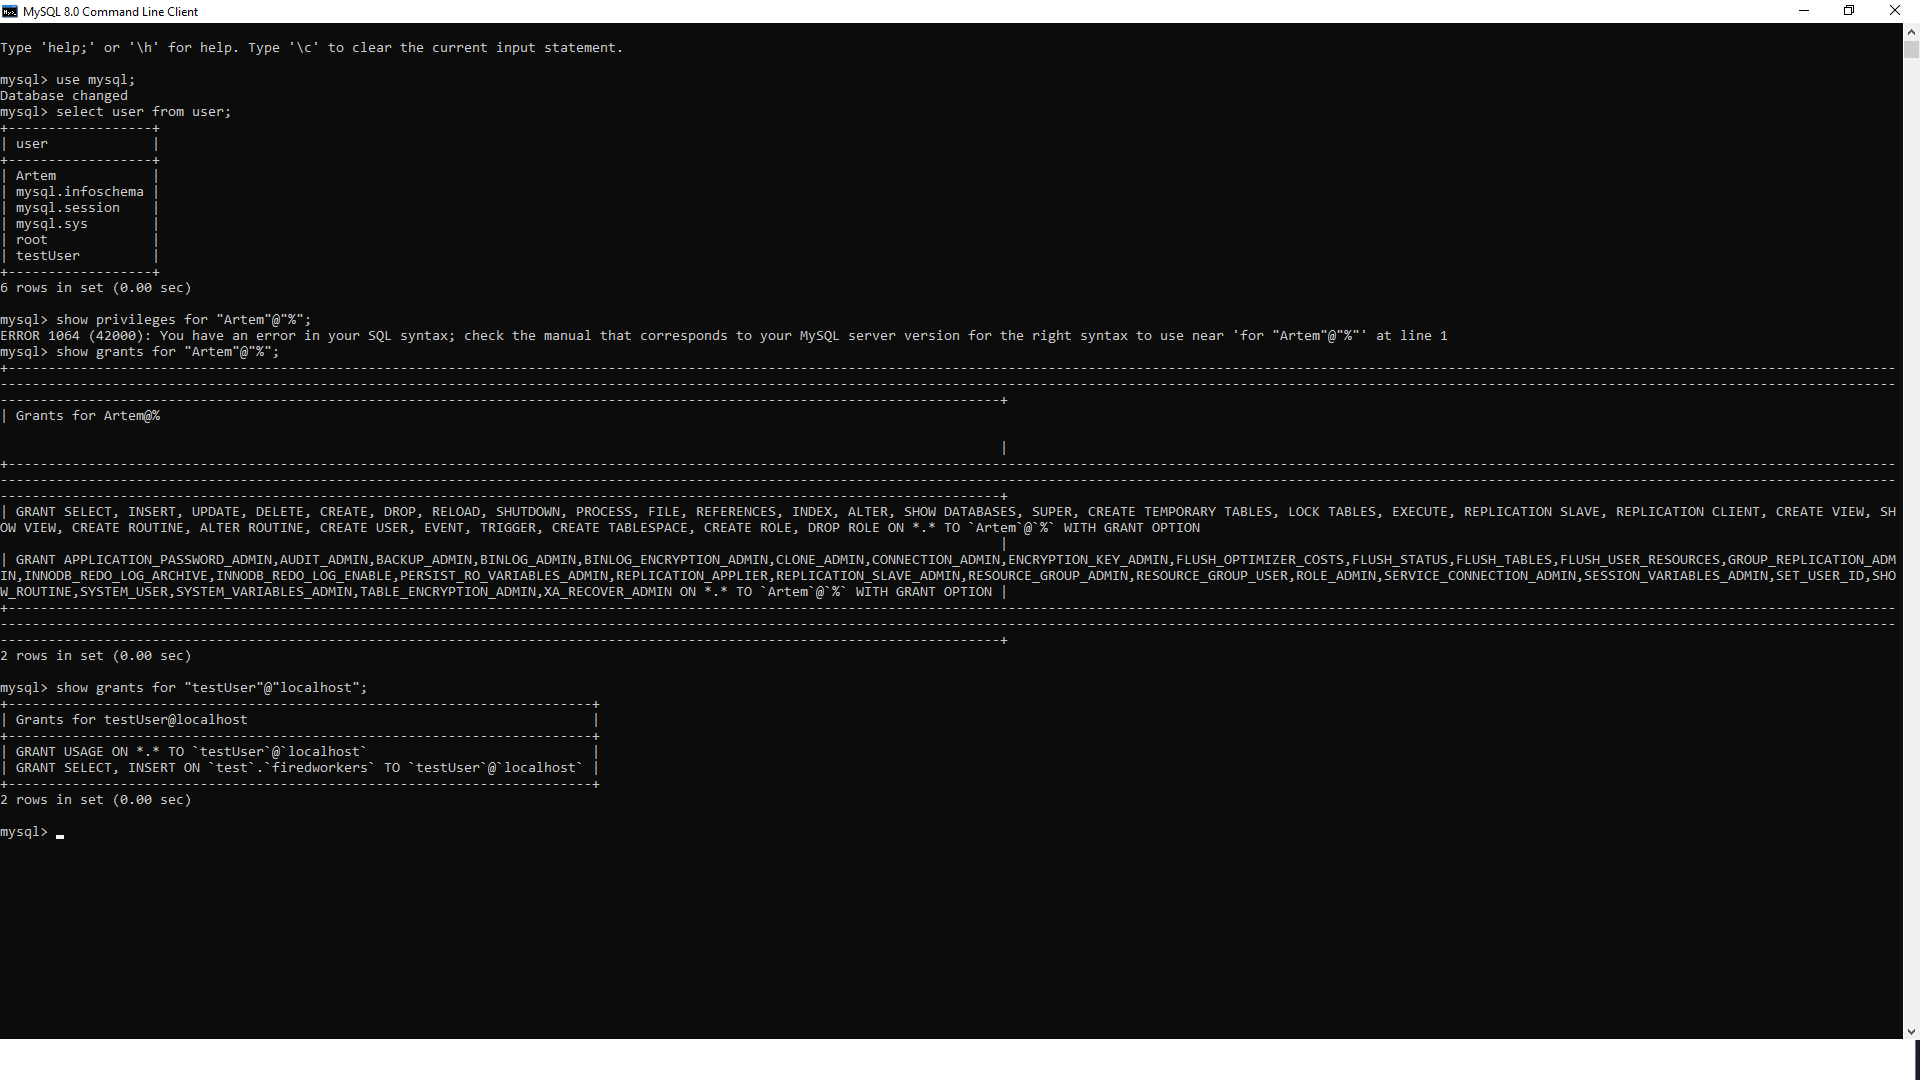 MySQL 8.0 Command Line Client
Type 'help;' or '\h' for help. Type '\c' to clear the current input statement.
mysql> use mysql;
Database changed
mysql> select user from user;
+------------------+
| user             |
+------------------+
| Artem            |
| mysql.infoschema |
| mysql.session    |
| mysql.sys        |
| root             |
| testUser         |
+------------------+
6 rows in set (0.00 sec)
mysql> show privileges for "Artem"@"%";
ERROR 1064 (42000): You have an error in your SQL syntax; check the manual that corresponds to your MySQL server version for the right syntax to use near 'for "Artem"@"%"' at line 1
mysql> show grants for "Artem"@"%";
| Grants for Artem@%
|
| GRANT SELECT, INSERT, UPDATE, DELETE, CREATE, DROP, RELOAD, SHUTDOWN, PROCESS, FILE, REFERENCES, INDEX, ALTER, SHOW DATABASES, SUPER, CREATE TEMPORARY TABLES, LOCK TABLES, EXECUTE, REPLICATION SLAVE, REPLICATION CLIENT, CREATE VIEW, SH
OW VIEW, CREATE ROUTINE, ALTER ROUTINE, CREATE USER, EVENT, TRIGGER, CREATE TABLESPACE, CREATE ROLE, DROP ROLE ON *.* TO `Artem`@`%` WITH GRANT OPTION
|
| GRANT APPLICATION_PASSWORD_ADMIN,AUDIT_ADMIN,BACKUP_ADMIN,BINLOG_ADMIN,BINLOG_ENCRYPTION_ADMIN,CLONE_ADMIN,CONNECTION_ADMIN,ENCRYPTION_KEY_ADMIN,FLUSH_OPTIMIZER_COSTS,FLUSH_STATUS,FLUSH_TABLES,FLUSH_USER_RESOURCES,GROUP_REPLICATION_ADM
IN,INNODB_REDO_LOG_ARCHIVE,INNODB_REDO_LOG_ENABLE,PERSIST_RO_VARIABLES_ADMIN,REPLICATION_APPLIER,REPLICATION_SLAVE_ADMIN,RESOURCE_GROUP_ADMIN,RESOURCE_GROUP_USER,ROLE_ADMIN,SERVICE_CONNECTION_ADMIN,SESSION_VARIABLES_ADMIN,SET_USER_ID,SHO
W_ROUTINE,SYSTEM_USER,SYSTEM_VARIABLES_ADMIN,TABLE_ENCRYPTION_ADMIN,XA_RECOVER_ADMIN ON *.* TO `Artem`@`%` WITH GRANT OPTION |
2 rows in set (0.00 sec)
mysql> show grants for "testUser"@"localhost";
+-------------------------------------------------------------------------+
| Grants for testUser@localhost                                           |
+-------------------------------------------------------------------------+
| GRANT USAGE ON *.* TO `testUser`@`localhost`                            |
| GRANT SELECT, INSERT ON `test`.`firedworkers` TO `testUser`@`localhost` |
+-------------------------------------------------------------------------+
2 rows in set (0.00 sec)
mysql>